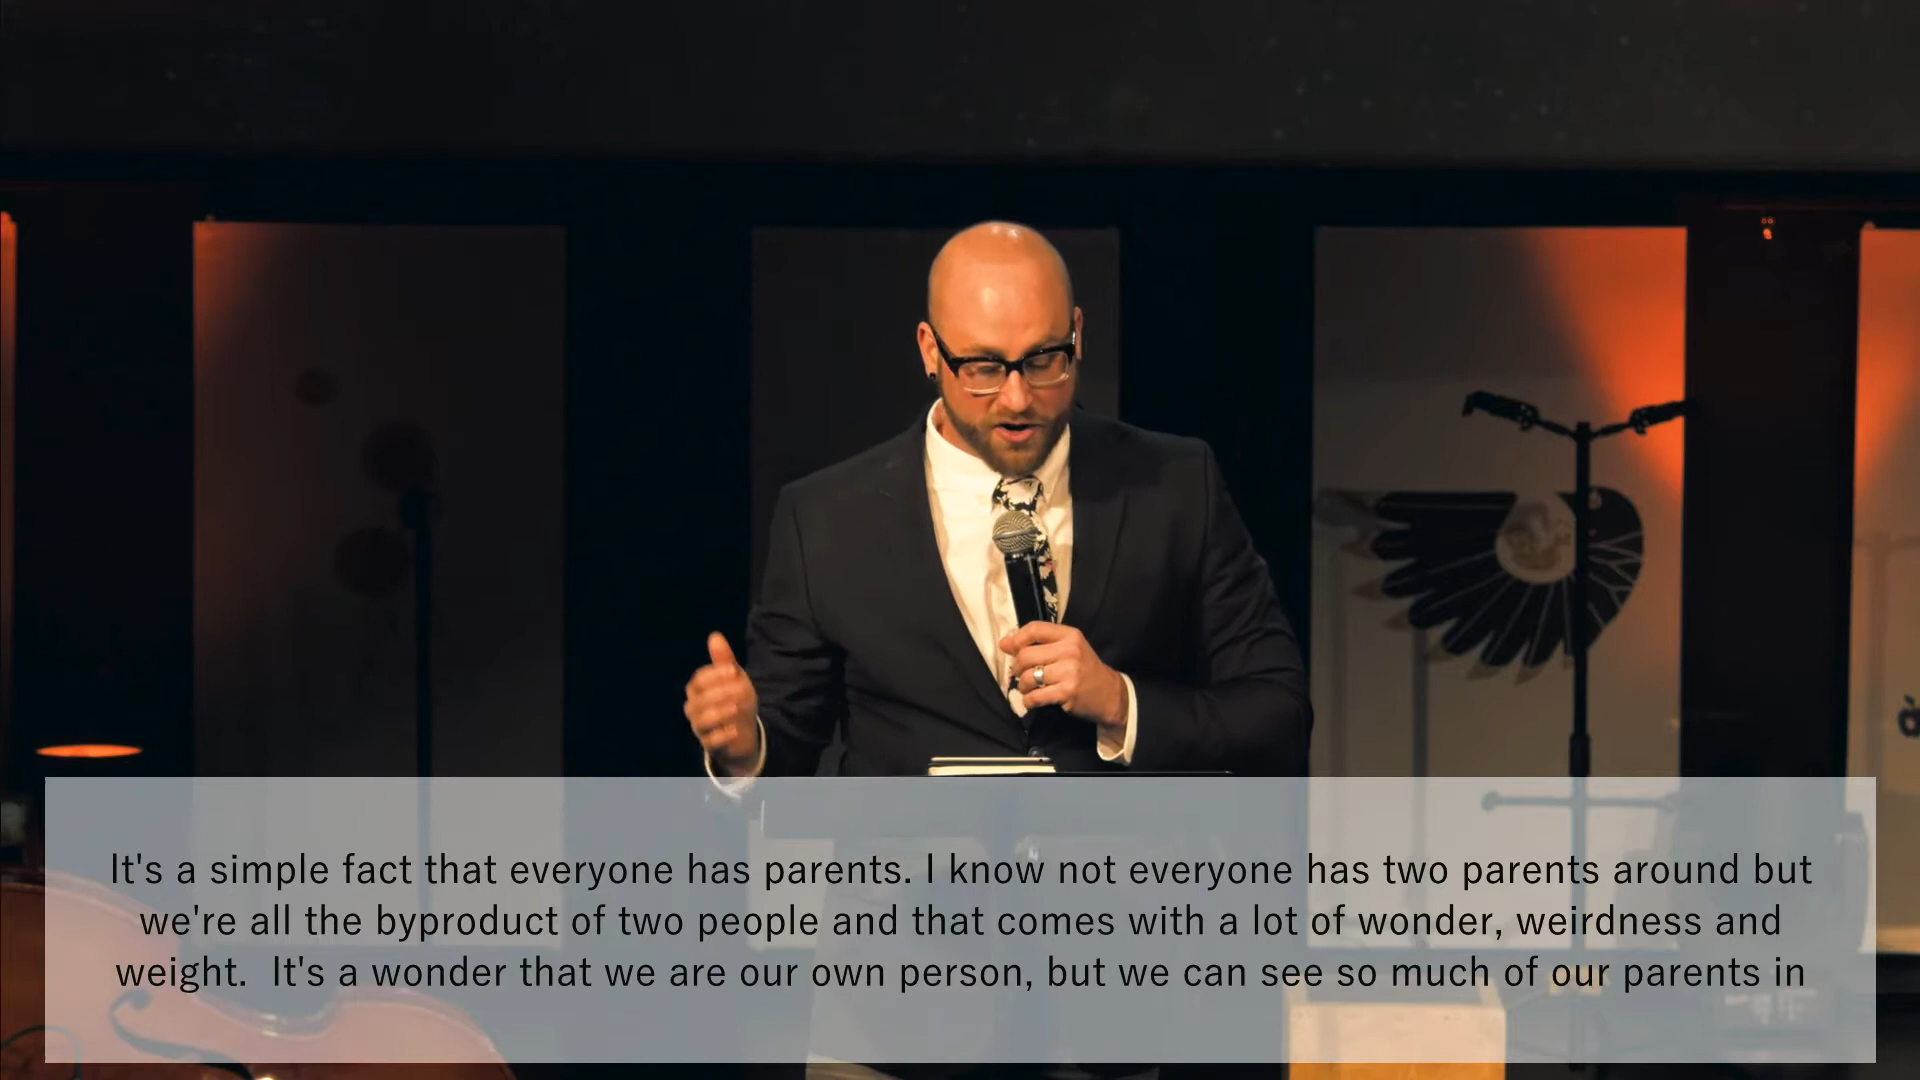 It's a simple fact that everyone has parents. I know not everyone has two parents around but
we're all the byproduct of two people and that comes with a lot of wonder, weirdness and
weight.  It's a wonder that we are our own person, but we can see so much of our parents in